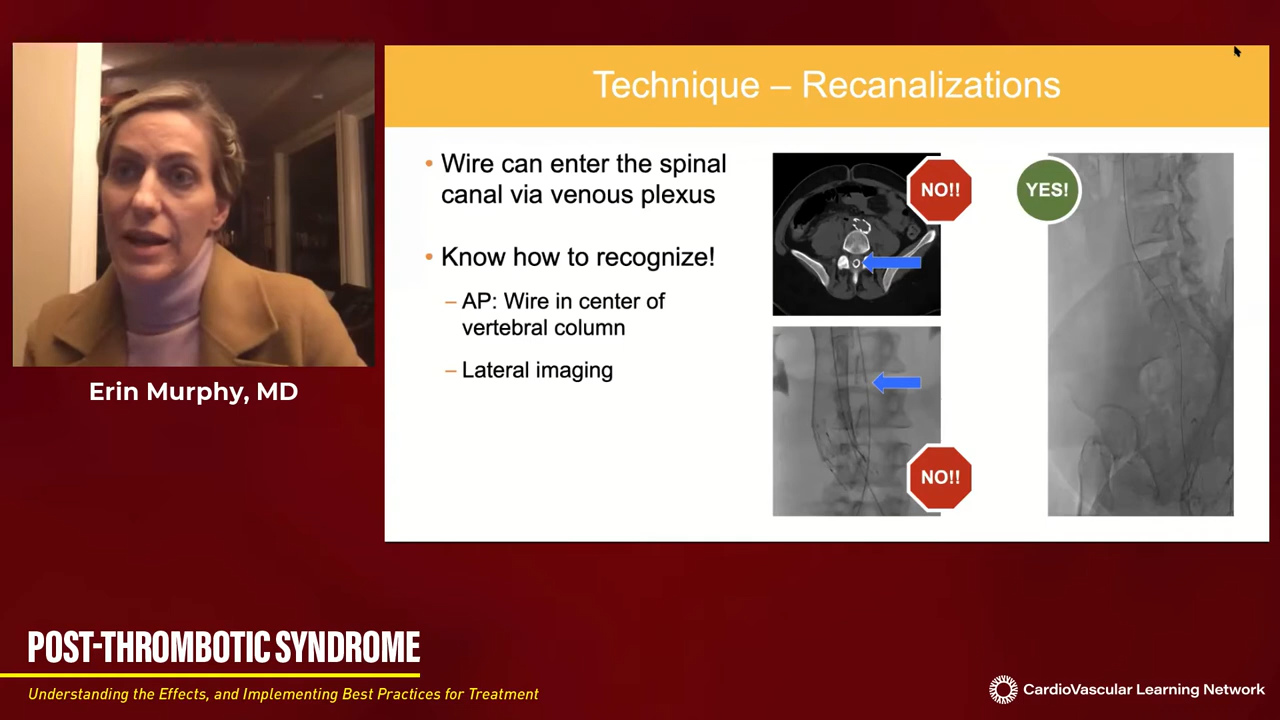 Technique – Recanalizations
• Wire can enter the spinal
canal via venous plexus
• Know how to recognize!
– AP: Wire in center of
vertebral column
– Lateral imaging
NO!!
YES!
NO!!
Erin Murphy, MD
POST-THROMBOTIC SYNDROME
Understanding the Effects, and Implementing Best Practices for Treatment
CardioVascular Learning Network